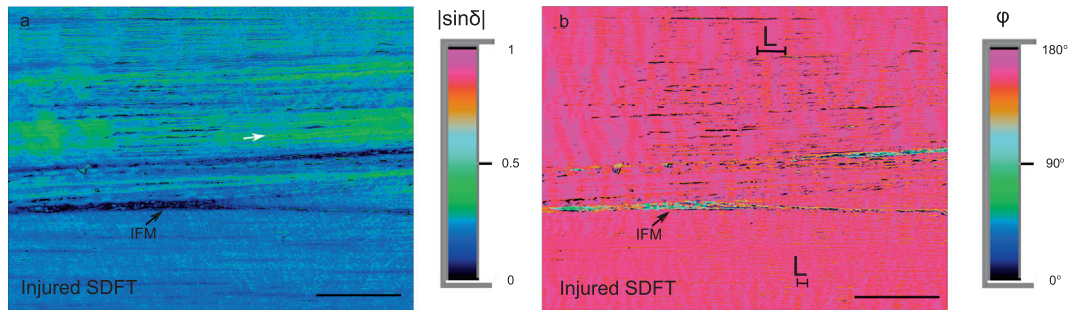 a
|sinδ|
1
0.5
0
IFM
Injured SDFT
b
L
φ
180°
90°
0°
IFM
L
Injured SDFT